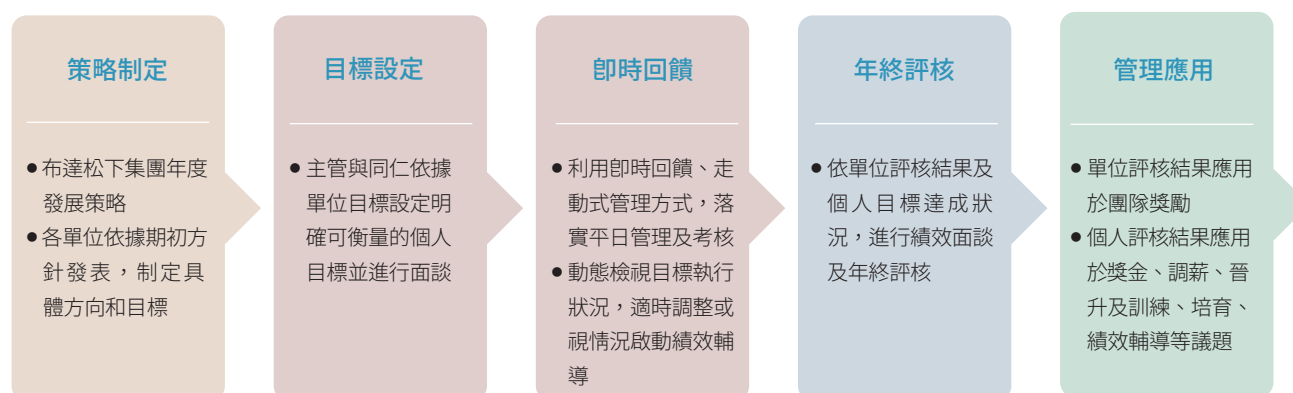 策略制定
● 布達松下集團年度
發展策略
● 各單位依據期初方
針發表，制定具
體方向和目標
目標設定
● 主管與同仁依據
單位目標設定明
確可衡量的個人
目標並進行面談
即時回饋
● 利用即時回饋、走
動式管理方式，落
實平日管理及考核
● 動態檢視目標執行
狀況，適時調整或
視情況啟動績效輔
導
年終評核
● 依單位評核結果及
個人目標達成狀
況，進行績效面談
及年終評核
管理應用
● 單位評核結果應用
於團隊獎勵
● 個人評核結果應用
於獎金、調薪、晉
升及訓練、培育、
績效輔導等議題